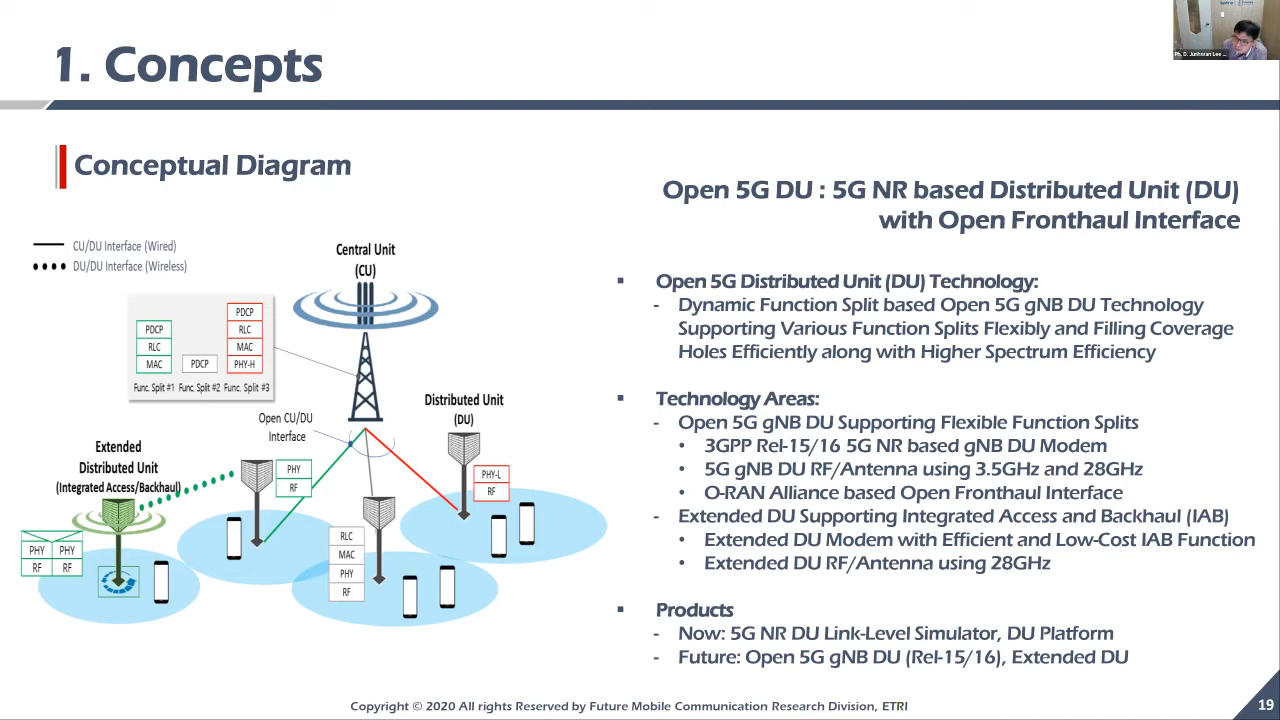 1. Concepts
Ph. D. Junhwan Lee ...
Conceptual Diagram
Open 5G DU : 5G NR based Distributed Unit (DU)
with Open Fronthaul Interface
CU/DU Interface (Wired)
DU/DU Interface (Wireless)
Central Unit
(CU)
PDCP
RLC
MAC
Func. Split #1
PDCP
Func. Split #2
PDCP
RLC
MAC
PHY-H
Func. Split #3
Open CU/DU
Interface
Distributed Unit
(DU)
PHY-L
RF
Extended
Distributed Unit
(Integrated Access/Backhaul)
PHY
RF
PHY PHY
RF RF
RLC
MAC
PHY
RF
▪ Open 5G Distributed Unit (DU) Technology:
- Dynamic Function Split based Open 5G gNB DU Technology
Supporting Various Function Splits Flexibly and Filling Coverage
Holes Efficiently along with Higher Spectrum Efficiency
▪ Technology Areas:
- Open 5G gNB DU Supporting Flexible Function Splits
• 3GPP Rel-15/16 5G NR based gNB DU Modem
• 5G gNB DU RF/Antenna using 3.5GHz and 28GHz
• O-RAN Alliance based Open Fronthaul Interface
- Extended DU Supporting Integrated Access and Backhaul (IAB)
• Extended DU Modem with Efficient and Low-Cost IAB Function
• Extended DU RF/Antenna using 28GHz
▪ Products
- Now: 5G NR DU Link-Level Simulator, DU Platform
- Future: Open 5G gNB DU (Rel-15/16), Extended DU
Copyright © 2020 All rights Reserved by Future Mobile Communication Research Division, ETRI
19